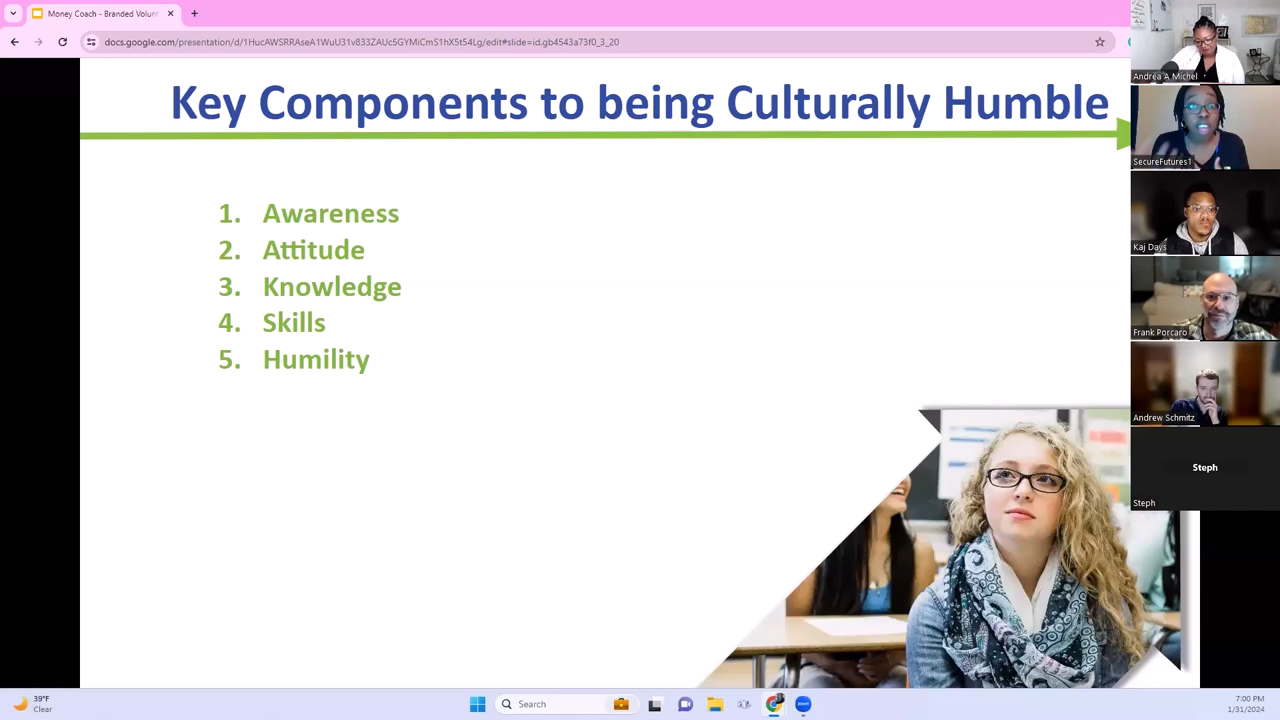 Money Coach - Branded Volun
docs.google.com/presentation/d/1HucAWSRRAseA1WuU31v833ZAUc5GYMiCmS1hX5t54Lg/edit#slide=id.gb4543a73f0_3_20
Key Components to being Culturally Humble
1. Awareness
2. Attitude
3. Knowledge
4. Skills
5. Humility
Andrea A Michel
SecureFutures1
Kaj Days
Frank Porcaro
Andrew Schmitz
Steph
Steph
39°F
Clear
Search
7:00 PM
1/31/2024